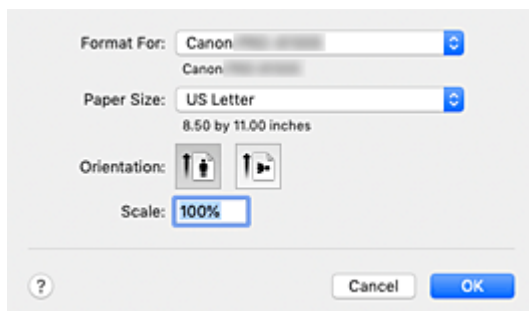 Format For: Canon
Canon
Paper Size: US Letter
8.50 by 11.00 inches
Orientation:
Scale: 100%
? Cancel OK